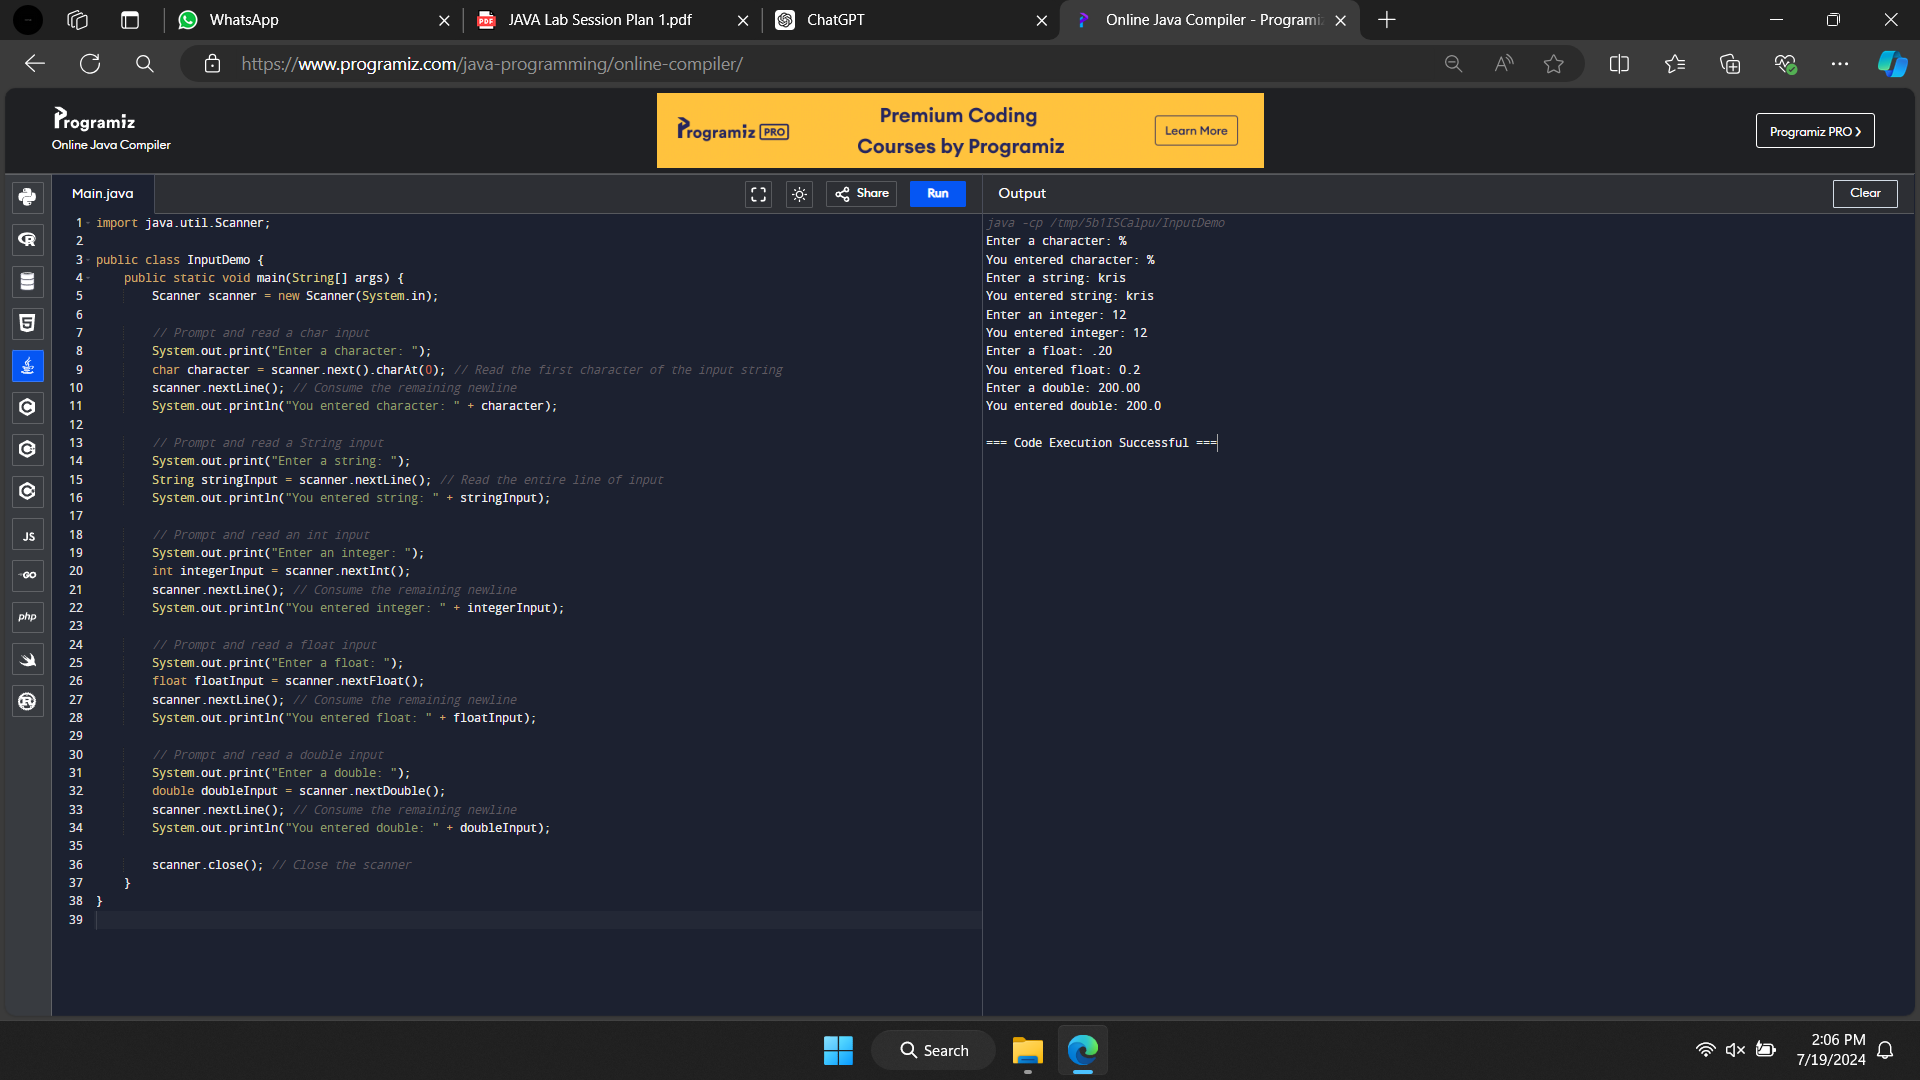 WhatsApp
JAVA Lab Session Plan 1.pdf
ChatGPT
Online Java Compiler - Programiz
https://www.programiz.com/java-programming/online-compiler/
Programiz
Online Java Compiler
Programiz PRO
Premium Coding
Courses by Programiz
Learn More
Programiz PRO
Main.java
Share
Run
Output
Clear
1 import java.util.Scanner;
2
3 public class InputDemo {
4 public static void main(String[] args) {
5 Scanner scanner = new Scanner(System.in);
6
7 // Prompt and read a char input
8 System.out.print("Enter a character: ");
9 char character = scanner.next().charAt(0); // Read the first character of the input string
10 scanner.nextLine(); // Consume the remaining newline
11 System.out.println("You entered character: " + character);
12
13 // Prompt and read a String input
14 System.out.print("Enter a string: ");
15 String stringInput = scanner.nextLine(); // Read the entire line of input
16 System.out.println("You entered string: " + stringInput);
17
18 // Prompt and read an int input
19 System.out.print("Enter an integer: ");
20 int integerInput = scanner.nextInt();
21 scanner.nextLine(); // Consume the remaining newline
22 System.out.println("You entered integer: " + integerInput);
23
24 // Prompt and read a float input
25 System.out.print("Enter a float: ");
26 float floatInput = scanner.nextFloat();
27 scanner.nextLine(); // Consume the remaining newline
28 System.out.println("You entered float: " + floatInput);
29
30 // Prompt and read a double input
31 System.out.print("Enter a double: ");
32 double doubleInput = scanner.nextDouble();
33 scanner.nextLine(); // Consume the remaining newline
34 System.out.println("You entered double: " + doubleInput);
35
36 scanner.close(); // Close the scanner
37 }
38 }
39
java -cp /tmp/5b1ISCalpu/InputDemo
Enter a character: %
You entered character: %
Enter a string: kris
You entered string: kris
Enter an integer: 12
You entered integer: 12
Enter a float: .20
You entered float: 0.2
Enter a double: 200.00
You entered double: 200.0
=== Code Execution Successful ===
JS
GO
php
Search
2:06 PM
7/19/2024